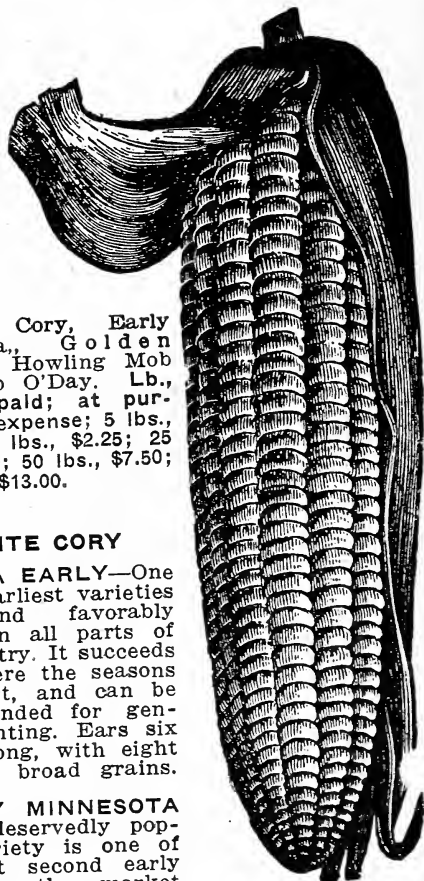 Cory, Early
a,, Golden
Howling Mob
o O'Day. Lb.,
paid; at pur-
expense; 5 lbs.,
lbs., $2.25; 25
; 50 lbs., $7.50;
$13.00.
ITE CORY
A EARLY—One
arliest varieties
nd favorably
n all parts of
try. It succeeds
ere the seasons
t, and can be
nded for gen-
nting. Ears six
ong, with eight
broad grains.
Y MINNESOTA
deservedly pop-
riety is one of
t second early
the market